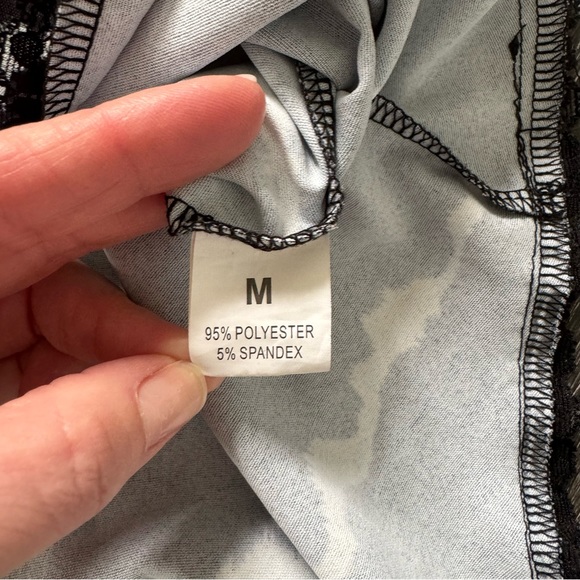 M
95% POLYESTER
5% SPANDEX